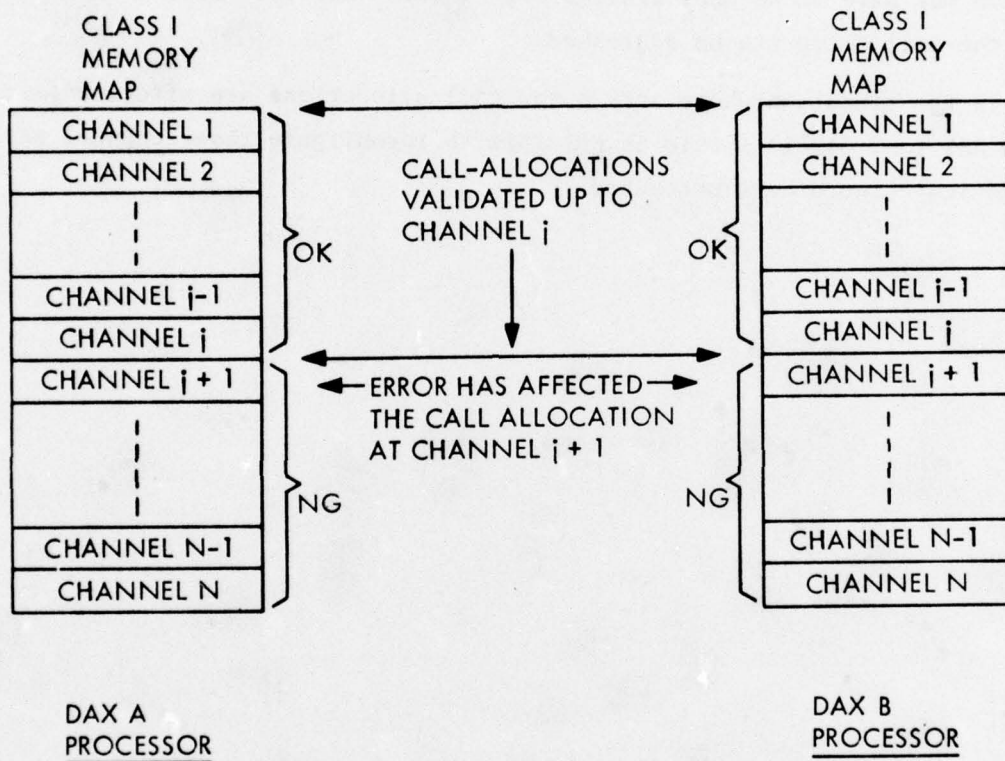 CLASS I
MEMORY
MAP
CHANNEL 1
CHANNEL 2
CHANNEL j-1
CHANNEL j
CHANNEL j + 1
CHANNEL N-1
CHANNEL N
OK
NG
CALL-ALLOCATIONS
VALIDATED UP TO
CHANNEL j
ERROR HAS AFFECTED
THE CALL ALLOCATION
AT CHANNEL j + 1
CLASS I
MEMORY
MAP
CHANNEL 1
CHANNEL 2
CHANNEL j-1
CHANNEL j
CHANNEL j + 1
CHANNEL N-1
CHANNEL N
OK
NG
DAX A
PROCESSOR
DAX B
PROCESSOR